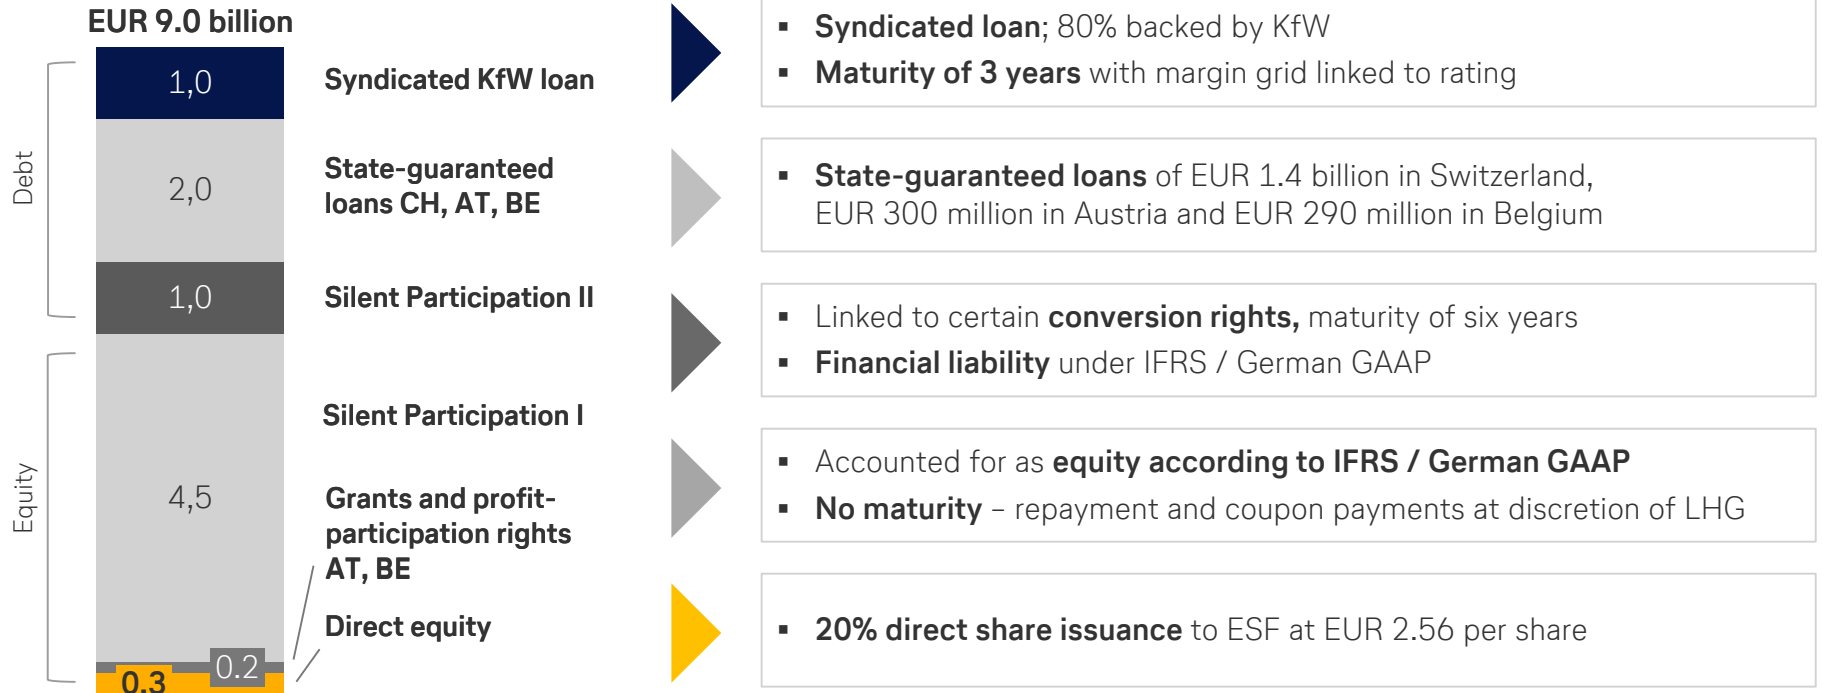 EUR 9.0 billion
Debt
1,0
Syndicated KfW loan
▪ Syndicated loan; 80% backed by KfW
▪ Maturity of 3 years with margin grid linked to rating
2,0
State-guaranteed
loans CH, AT, BE
▪ State-guaranteed loans of EUR 1.4 billion in Switzerland,
EUR 300 million in Austria and EUR 290 million in Belgium
1,0
Silent Participation II
▪ Linked to certain conversion rights, maturity of six years
▪ Financial liability under IFRS / German GAAP
Equity
4,5
Silent Participation I
▪ Accounted for as equity according to IFRS / German GAAP
▪ No maturity – repayment and coupon payments at discretion of LHG
0.2
Grants and profit-
participation rights
AT, BE
0.3
Direct equity
▪ 20% direct share issuance to ESF at EUR 2.56 per share